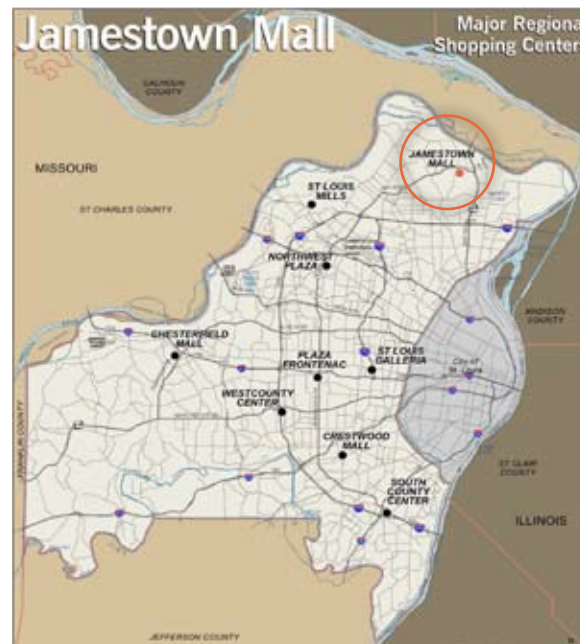 Jamestown Mall
Major Regiona
Shopping Center
CALHOUN
COUNTY
MISSOURI
ST CHARLES COUNTY
JAMESTOWN
MALL
ST LOUIS
MILLS
NORTHWEST
PLAZA
MADISON
COUNTY
CHESTERFIELD
MALL
PLAZA
FRONTENAC
ST LOUIS
GALLERIA
City of
St. Louis
WESTCOUNTY
CENTER
CRESTWOOD
MALL
FRANKLIN COUNTY
ST CLAIR
COUNTY
SOUTH
COUNTY
CENTER
ILLINOIS
JEFFERSON COUNTY